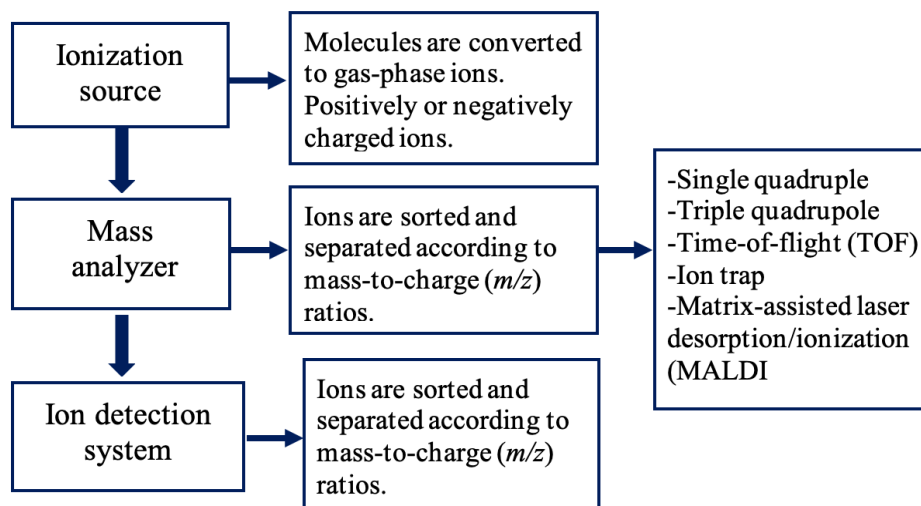 Ionization
source
Molecules are converted
to gas-phase ions.
Positively or negatively
charged ions.
Mass
analyzer
Ions are sorted and
separated according to
mass-to-charge (m/z)
ratios.
-Single quadruple
-Triple quadrupole
-Time-of-flight (TOF)
-Ion trap
-Matrix-assisted laser
desorption/ionization
(MALDI
Ion detection
system
Ions are sorted and
separated according to
mass-to-charge (m/z)
ratios.